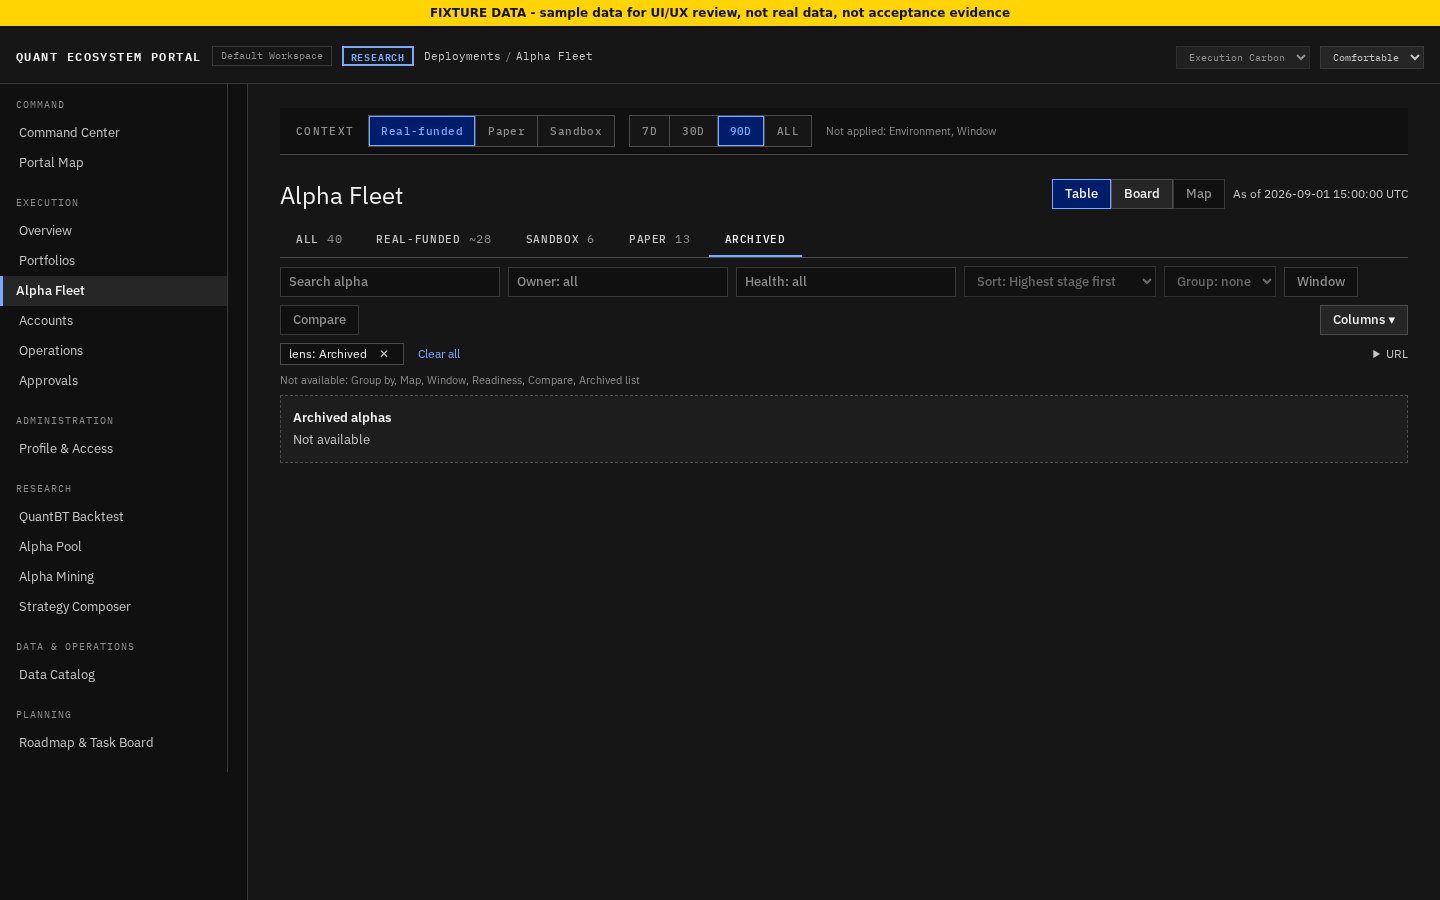 FIXTURE DATA - sample data for UI/UX review, not real data, not acceptance evidence
QUANT ECOSYSTEM PORTAL Default Workspace RESEARCH Deployments / Alpha Fleet Execution Carbon Comfortable
COMMAND
Command Center
Portal Map
EXECUTION
Overview
Portfolios
Alpha Fleet
Accounts
Operations
Approvals
ADMINISTRATION
Profile & Access
RESEARCH
QuantBT Backtest
Alpha Pool
Alpha Mining
Strategy Composer
DATA & OPERATIONS
Data Catalog
PLANNING
Roadmap & Task Board
CONTEXT Real-funded Paper Sandbox 7D 30D 90D ALL Not applied: Environment, Window
Alpha Fleet Table Board Map As of 2026-09-01 15:00:00 UTC
ALL 40 REAL-FUNDED ~28 SANDBOX 6 PAPER 13 ARCHIVED
Search alpha Owner: all Health: all Sort: Highest stage first Group: none Window
Compare Columns ▾
lens: Archived ✕ Clear all ▶ URL
Not available: Group by, Map, Window, Readiness, Compare, Archived list
Archived alphas
Not available